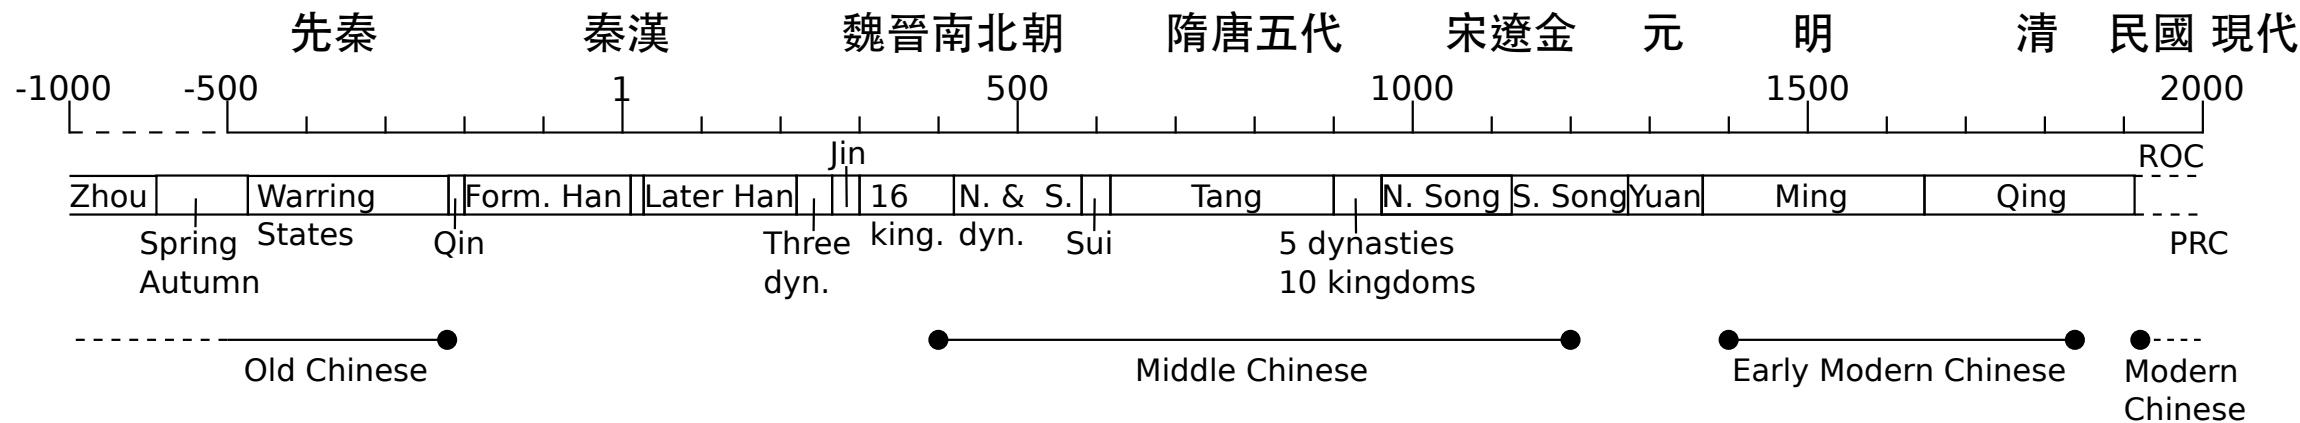 先秦 秦漢 魏晉南北朝 隋唐五代 宋遼金 元 明 清 民國 現代
-1000 -500 1 500 1000 1500 2000
Jin
ROC
Zhou Warring Form. Han Later Han 16 N. & S. Tang N. Song S. Song Yuan Ming Qing
States king. dyn.
Spring Qin Three Sui 5 dynasties PRC
Autumn dyn. 10 kingdoms
Old Chinese Middle Chinese Early Modern Chinese Modern
Chinese